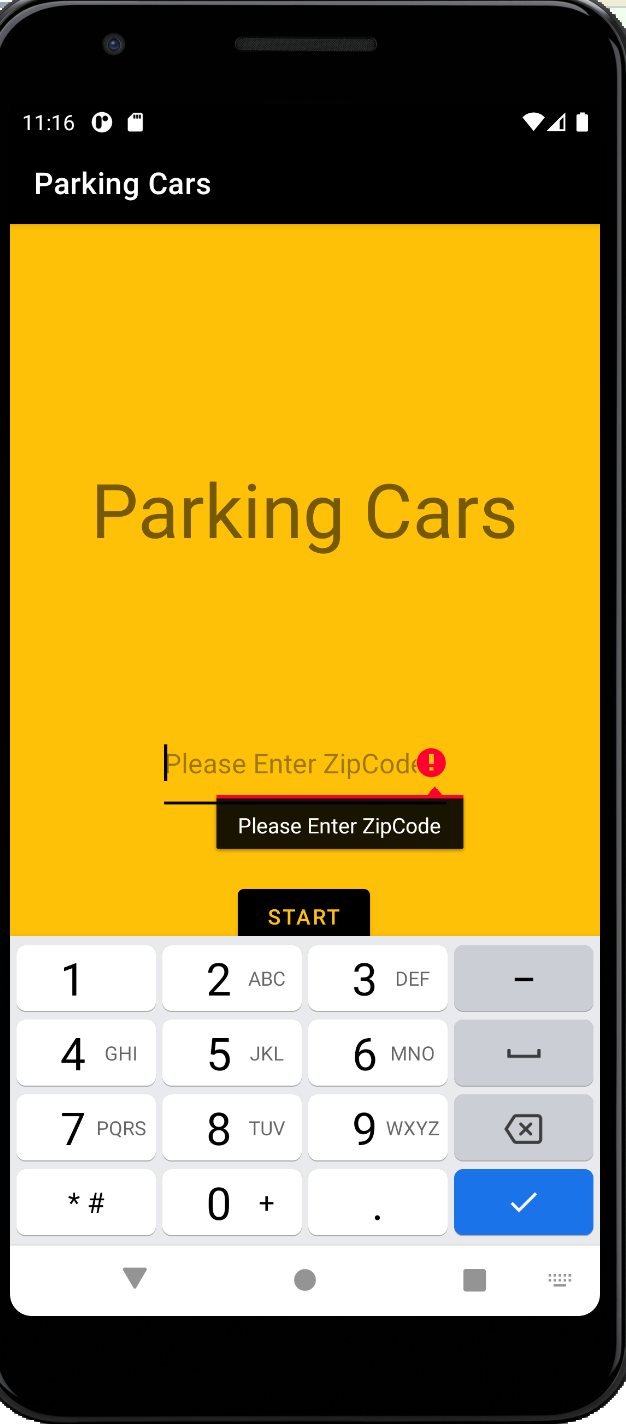 11:16
Parking Cars
Parking Cars
Please Enter ZipCode
Please Enter ZipCode
START
1 2 ABC 3 DEF –
4 GHI 5 JKL 6 MNO
7 PQRS 8 TUV 9 WXYZ
* # 0 + .